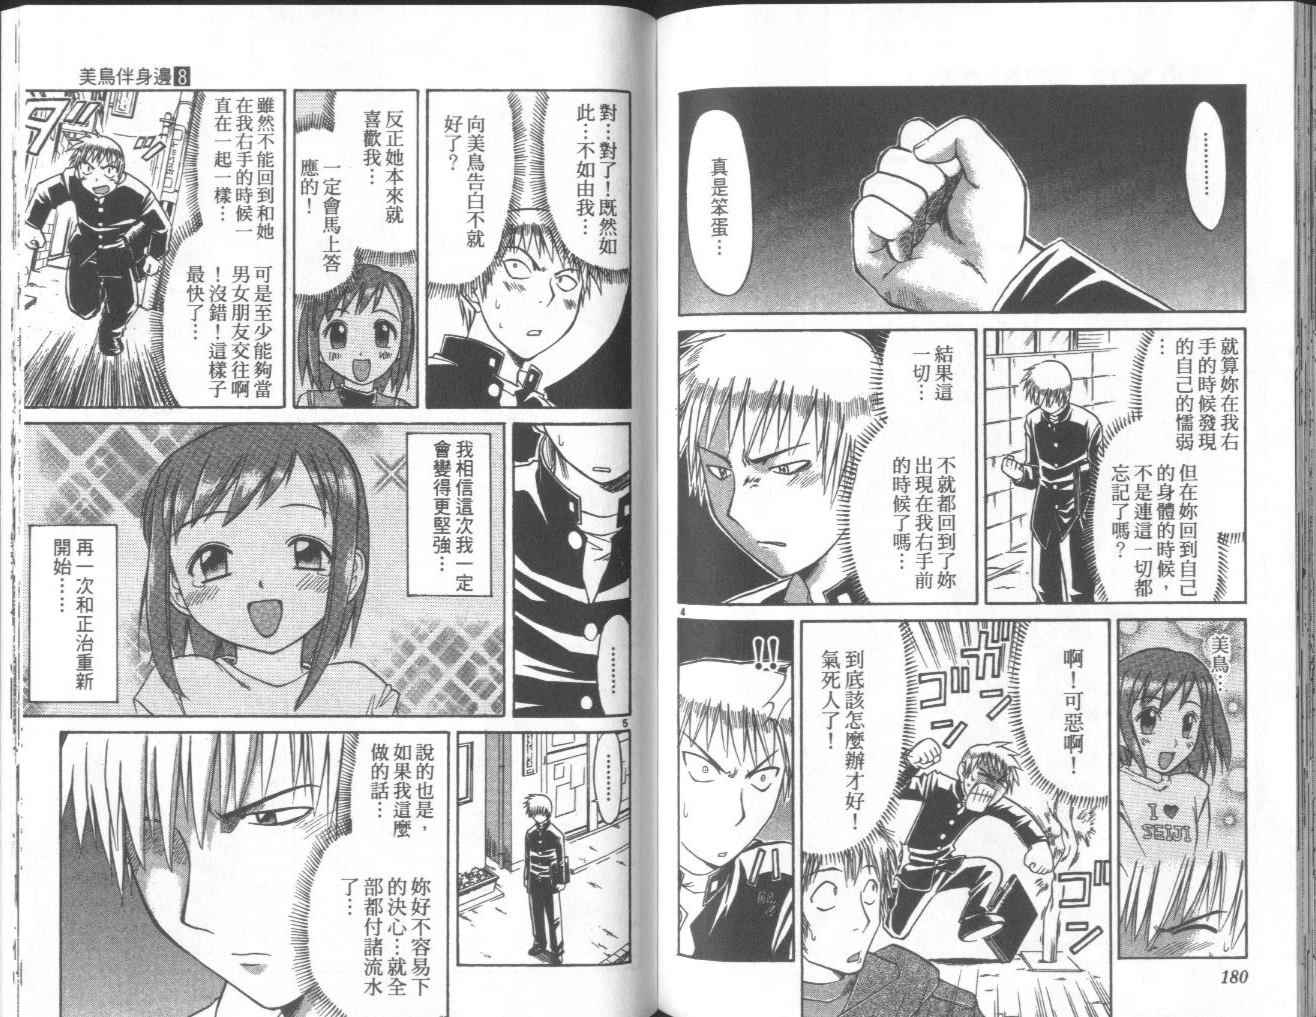 ………
真是笨蛋…
就算妳在我右
手的時候發現
的自己的懦弱
…
但在妳回到自己
的身體的時候，
不是連這一切都
忘記了嗎？
結果這
一切…
不就都回到了妳
出現在我右手前
的時候了嗎…
4
美鳥…
I ♥
SEIJI
啊！可惡啊！
ガン
ゴン
ゴン
到底該怎麼辦才好！
氣死人了！
!!
180
美鳥伴身邊 8
對…對了！既然如
此…不如由我…
向美鳥告白不就
好了？
反正她本來就
喜歡我…
一定會馬上答
應的！
雖然不能回到和她
在我右手的時候一
直在一起一樣…
可是至少能夠當
男女朋友交往啊
！沒錯！這樣子
最快了…
………
5
我相信這次我一定
會變得更堅強…
再一次和正治重新
開始……
………
說的也是，
如果我這麼
做的話…
妳好不容易下
的決心…就全
部都付諸流水
了…